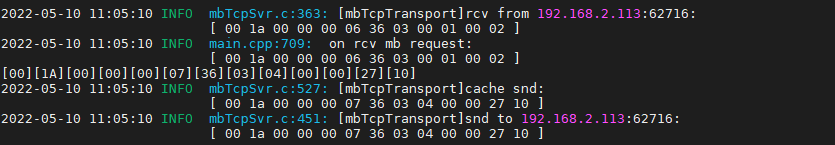 2022-05-10 11:05:10 INFO  mbTcpSvr.c:363: [mbTcpTransport]rcv from 192.168.2.113:62716:
[ 00 1a 00 00 00 06 36 03 00 01 00 02 ]
2022-05-10 11:05:10 INFO  main.cpp:709:  on rcv mb request:
[ 00 1a 00 00 00 06 36 03 00 01 00 02 ]
[00][1A][00][00][00][07][36][03][04][00][00][27][10]
2022-05-10 11:05:10 INFO  mbTcpSvr.c:527: [mbTcpTransport]cache snd:
[ 00 1a 00 00 00 07 36 03 04 00 00 27 10 ]
2022-05-10 11:05:10 INFO  mbTcpSvr.c:451: [mbTcpTransport]snd to 192.168.2.113:62716:
[ 00 1a 00 00 00 07 36 03 04 00 00 27 10 ]